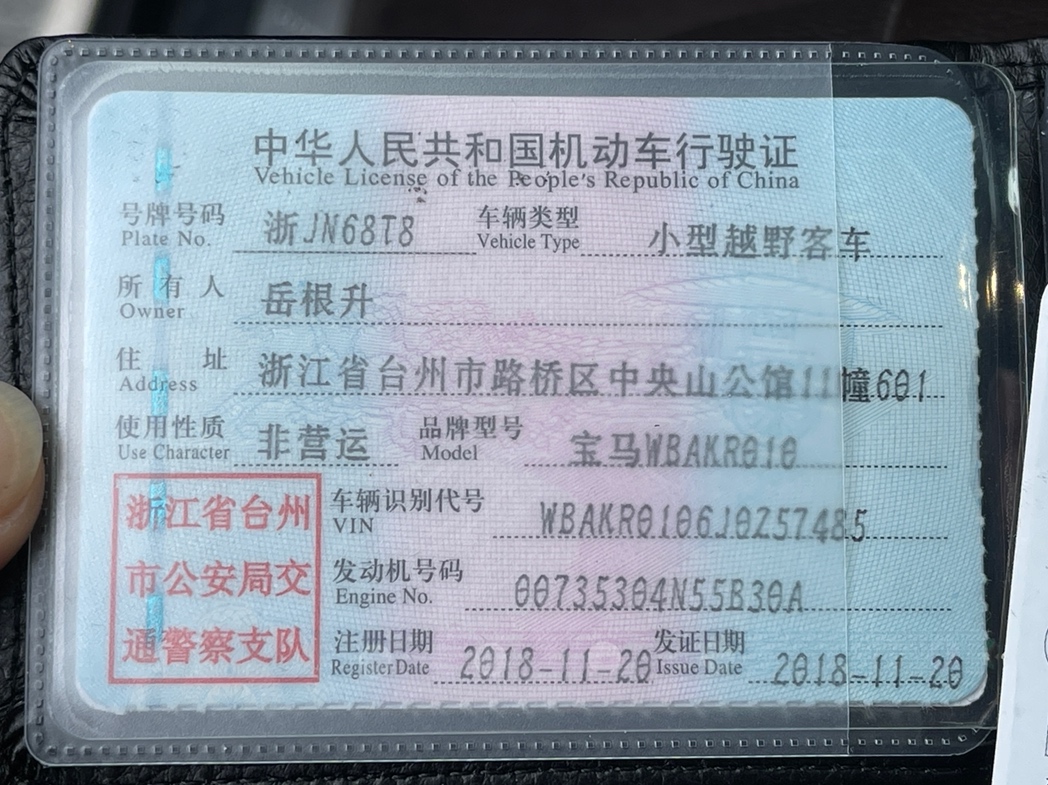 中华人民共和国机动车行驶证
Vehicle License of the People's Republic of China
号牌号码 浙JN68T8 车辆类型 小型越野客车
Plate No. Vehicle Type
所有人 岳根升
Owner
住址 浙江省台州市路桥区中央山公馆11幢601
Address
使用性质 非营运 品牌型号 宝马WBAKR010
Use Character Model
浙江省台州 车辆识别代号 WBAKR0106J0Z57485
VIN
市公安局交 发动机号码 00735304N55B30A
Engine No.
通警察支队 注册日期 2018-11-20 发证日期 2018-11-20
Register Date Issue Date